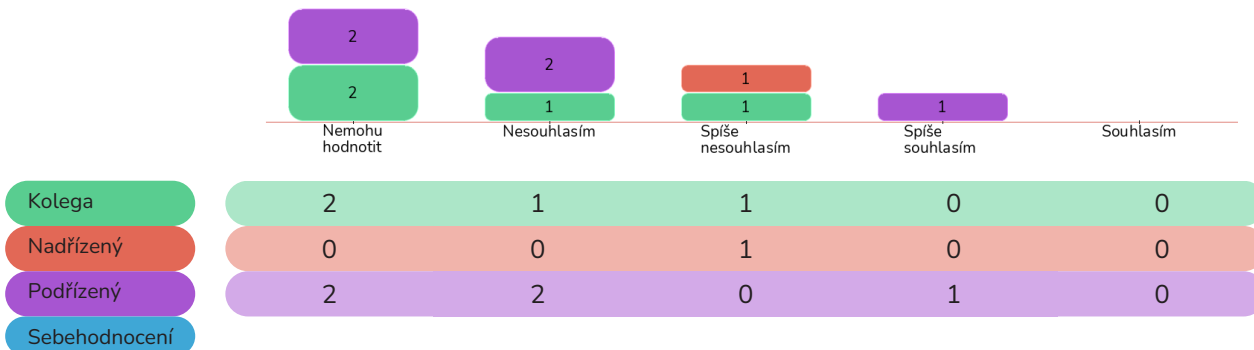 2
2
2
1
1
1
1
Nemohu
hodnotit
Nesouhlasím
Spíše
nesouhlasím
Spíše
souhlasím
Souhlasím
Kolega 2 1 1 0 0
Nadřízený 0 0 1 0 0
Podřízený 2 2 0 1 0
Sebehodnocení